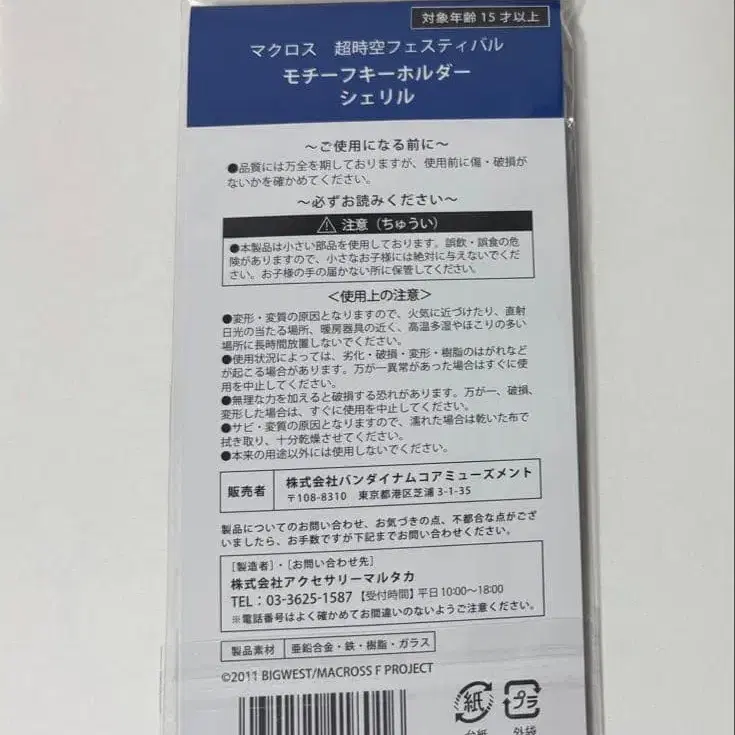 対象年齢 15 才以上
マクロス 超時空フェスティバル
モチーフキーホルダー
シェリル
～ご使用になる前に～
●品質には万全を期しておりますが、使用前に傷・破損が
ないかを確かめてください。
～必ずお読みください～
注意（ちゅうい）
●本製品は小さい部品を使用しております。誤飲・誤食の危
険がありますので、小さなお子様には絶対に与えないでくだ
さい。お子様の手の届かない所に保管してください。
＜使用上の注意＞
●変形・変質の原因となりますので、火気に近づけたり、直射
日光の当たる場所、暖房器具の近く、高温多湿やほこりの多い
場所に長時間放置しないでください。
●使用状況によっては、劣化・破損・変形・樹脂のはがれなど
が起こる場合があります。万が一異常があった場合はすぐに使
用を中止してください。
●無理な力を加えると破損する恐れがあります。万が一、破損、
変形した場合は、すぐに使用を中止してください。
●サビ・変質の原因となりますので、濡れた場合は乾いた布で
拭き取り、十分乾燥させてください。
●本来の用途以外には使用しないでください。
販売者 株式会社バンダイナムコアミューズメント
〒108-8310 東京都港区芝浦 3-1-35
製品についてのお問い合わせ、お気づきの点、不都合な点がござ
いましたら、お手数ですが下記までお問い合わせください。
［製造者］・［お問い合わせ先］
株式会社アクセサリーマルタカ
TEL：03-3625-1587 【受付時間】平日 10:00～18:00
※電話番号はよく確かめてお間違いのないようご注意ください。
製品素材 亜鉛合金・鉄・樹脂・ガラス
©2011 BIGWEST/MACROSS F PROJECT
紙 プラ
台紙 外袋